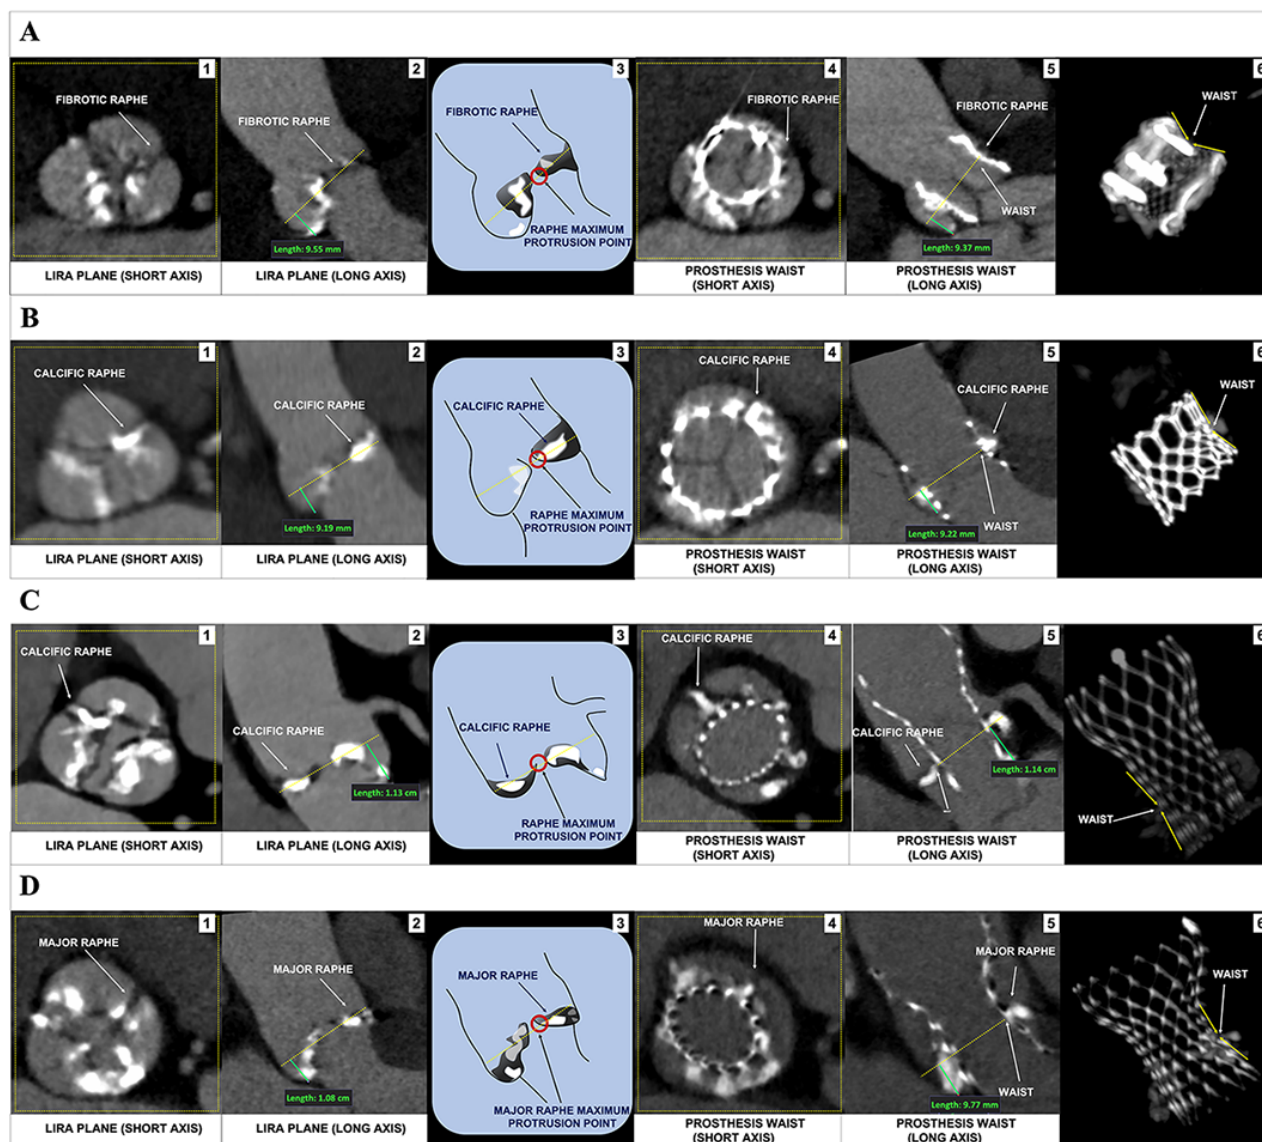 A
1
FIBROTIC RAPHE
LIRA PLANE (SHORT AXIS)
2
FIBROTIC RAPHE
Length: 9.55 mm
LIRA PLANE (LONG AXIS)
3
FIBROTIC RAPHE
RAPHE MAXIMUM
PROTRUSION POINT
4
FIBROTIC RAPHE
PROSTHESIS WAIST
(SHORT AXIS)
5
FIBROTIC RAPHE
WAIST
Length: 9.37 mm
PROSTHESIS WAIST
(LONG AXIS)
6
WAIST
B
1
CALCIFIC RAPHE
LIRA PLANE (SHORT AXIS)
2
CALCIFIC RAPHE
Length: 9.19 mm
LIRA PLANE (LONG AXIS)
3
CALCIFIC RAPHE
RAPHE MAXIMUM
PROTRUSION POINT
4
CALCIFIC RAPHE
PROSTHESIS WAIST
(SHORT AXIS)
5
CALCIFIC RAPHE
WAIST
Length: 9.22 mm
PROSTHESIS WAIST
(LONG AXIS)
6
WAIST
C
1
CALCIFIC RAPHE
LIRA PLANE (SHORT AXIS)
2
CALCIFIC RAPHE
Length: 1.13 cm
LIRA PLANE (LONG AXIS)
3
CALCIFIC RAPHE
RAPHE MAXIMUM
PROTRUSION POINT
4
CALCIFIC RAPHE
PROSTHESIS WAIST
(SHORT AXIS)
5
CALCIFIC RAPHE
Length: 1.14 cm
PROSTHESIS WAIST
(LONG AXIS)
6
WAIST
D
1
MAJOR RAPHE
LIRA PLANE (SHORT AXIS)
2
MAJOR RAPHE
Length: 1.08 cm
LIRA PLANE (LONG AXIS)
3
MAJOR RAPHE
MAJOR RAPHE MAXIMUM
PROTRUSION POINT
4
MAJOR RAPHE
PROSTHESIS WAIST
(SHORT AXIS)
5
MAJOR RAPHE
WAIST
Length: 9.77 mm
PROSTHESIS WAIST
(LONG AXIS)
6
WAIST